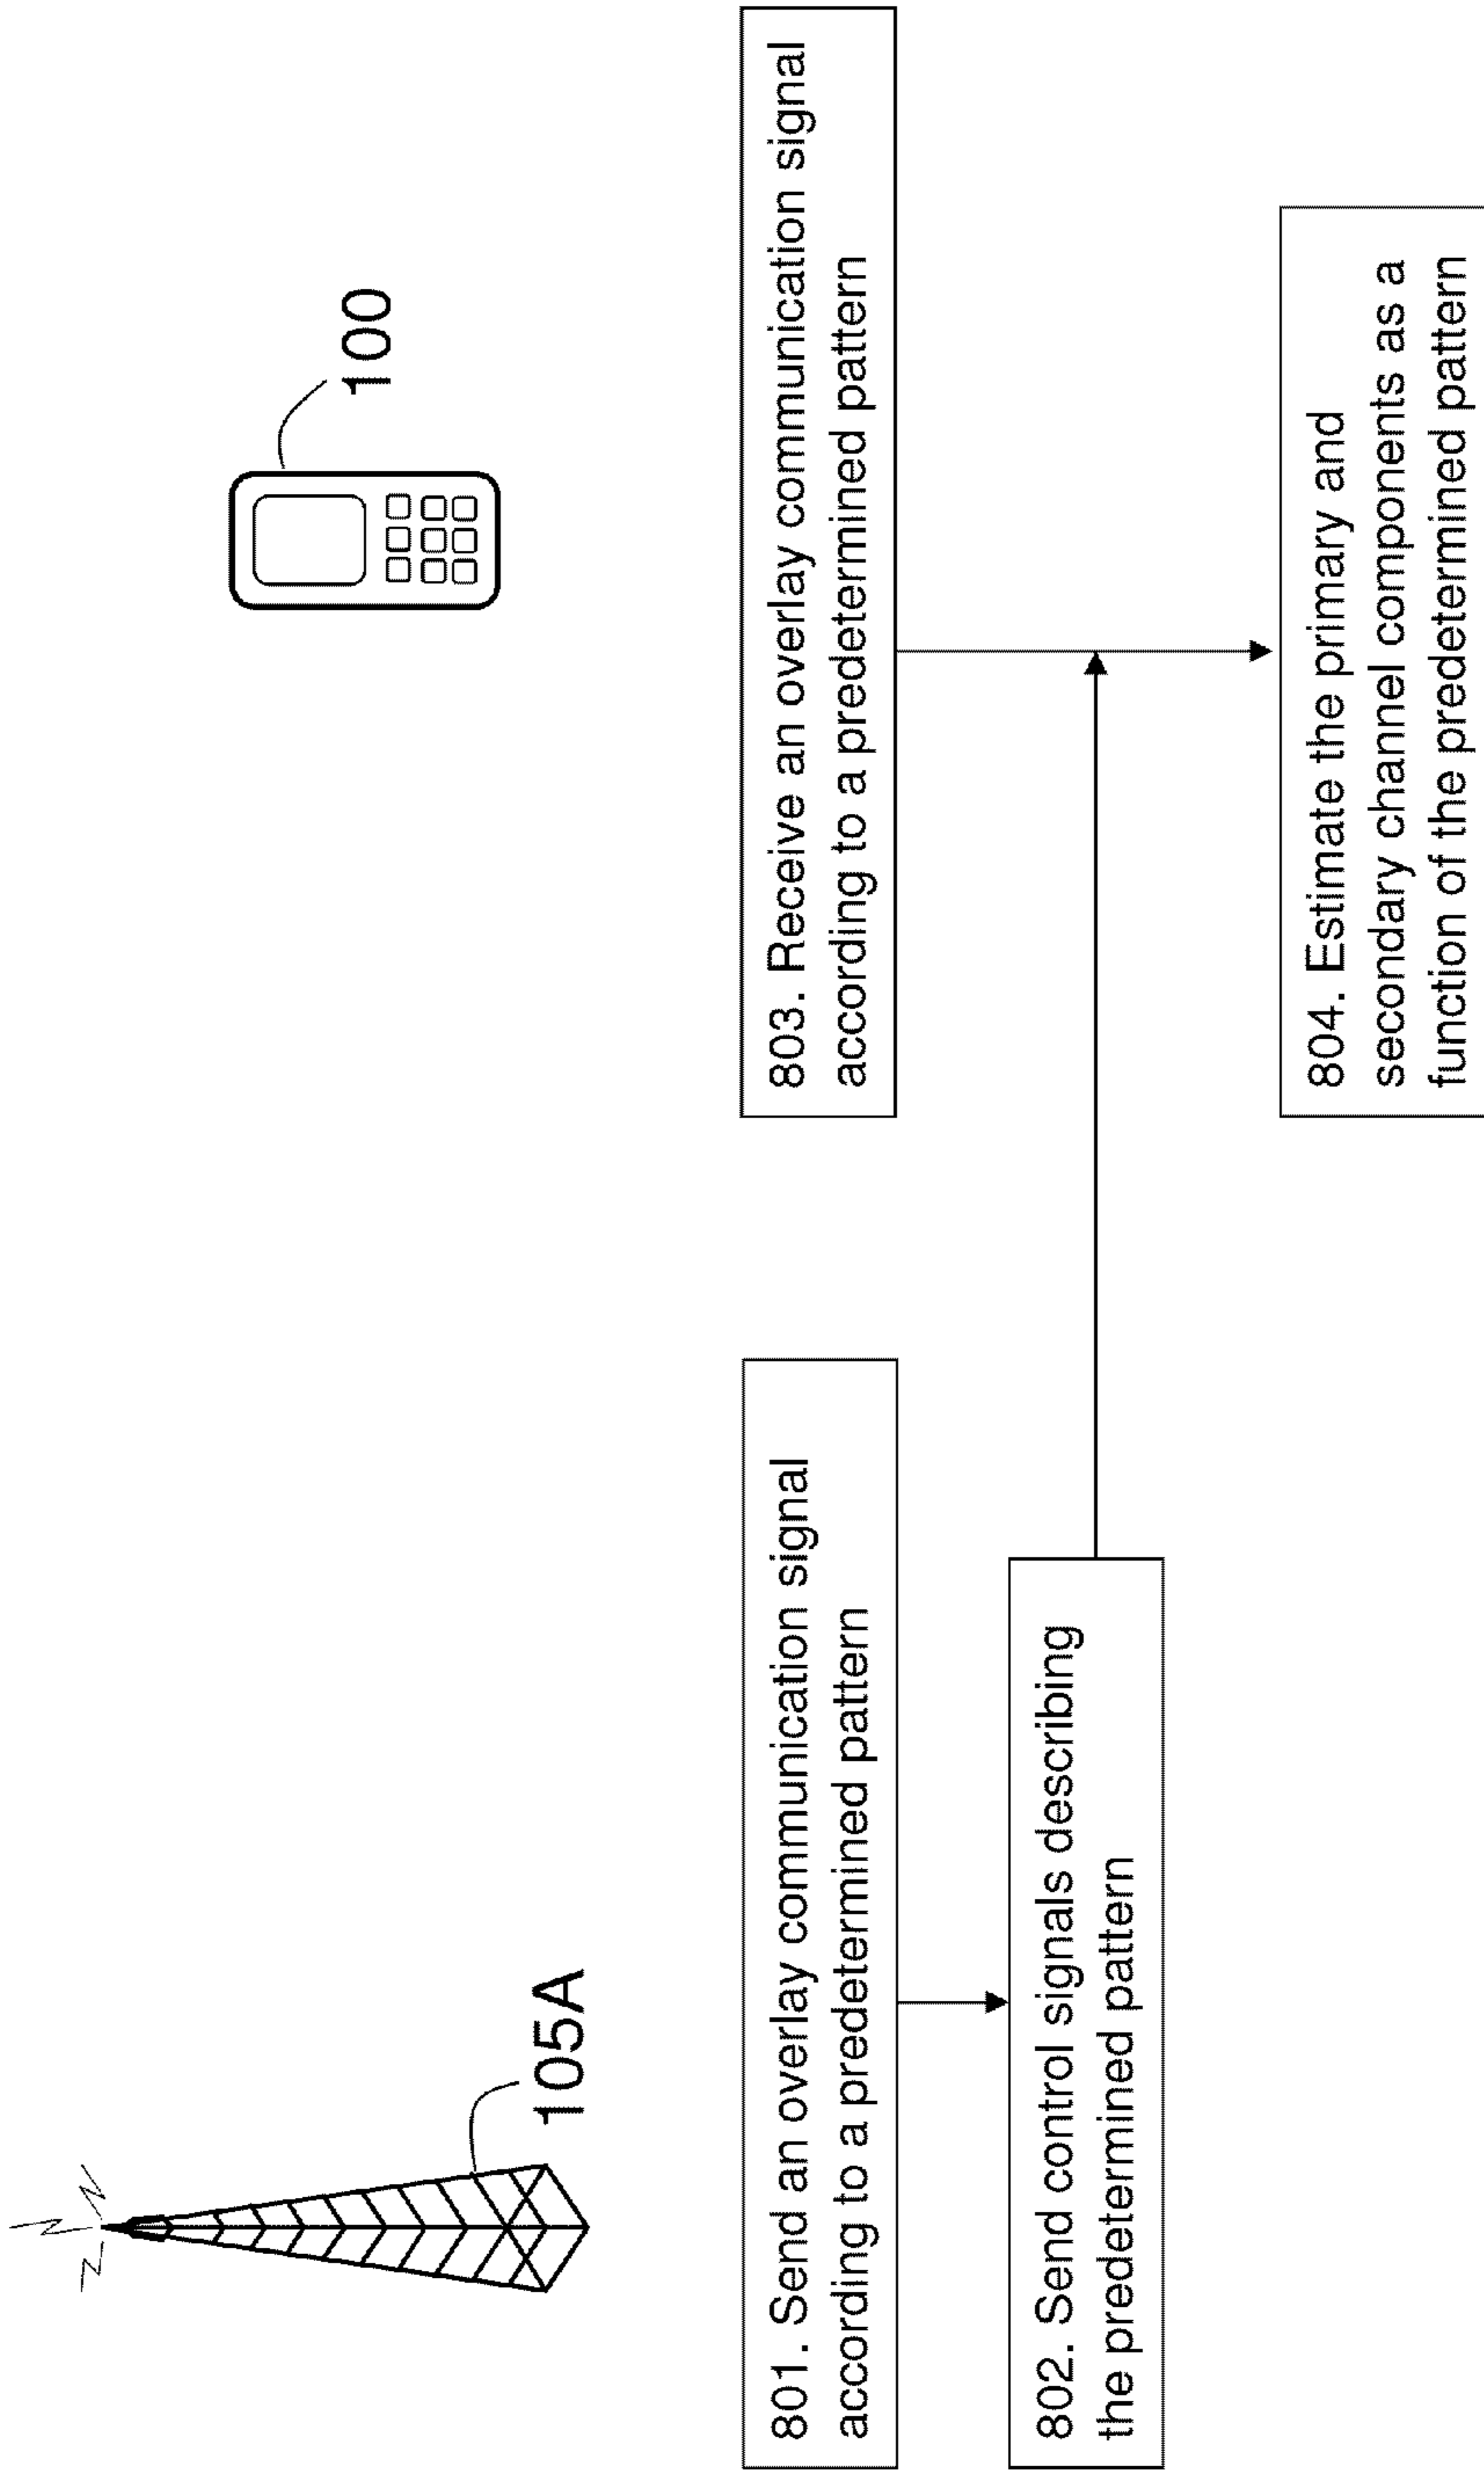 105A
100
801. Send an overlay communication signal
according to a predetermined pattern
802. Send control signals describing
the predetermined pattern
803. Receive an overlay communication signal
according to a predetermined pattern
804. Estimate the primary and
secondary channel components as a
function of the predetermined pattern